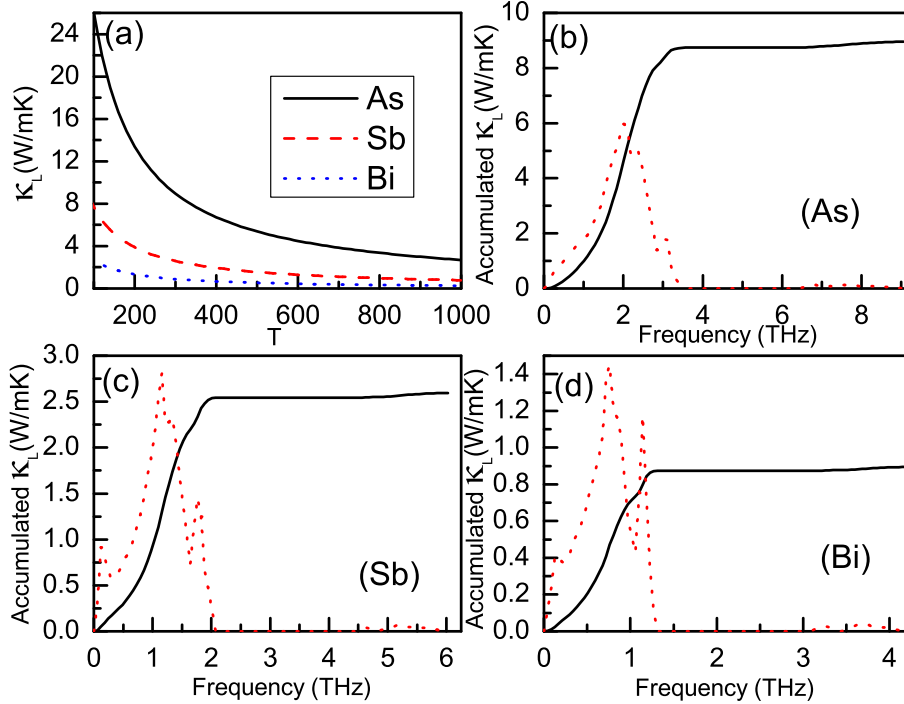 (a)
κL(W/mK)
26
24
20
16
12
8
4
0
200
400
600
800
1000
T
As
Sb
Bi
(b)
Accumulated κL(W/mK)
10
8
6
4
2
0
0
2
4
6
8
Frequency (THz)
(As)
(c)
Accumulated κL(W/mK)
3.0
2.5
2.0
1.5
1.0
0.5
0.0
0
1
2
3
4
5
6
Frequency (THz)
(Sb)
(d)
Accumulated κL(W/mK)
1.4
1.2
1.0
0.8
0.6
0.4
0.2
0.0
0
1
2
3
4
Frequency (THz)
(Bi)